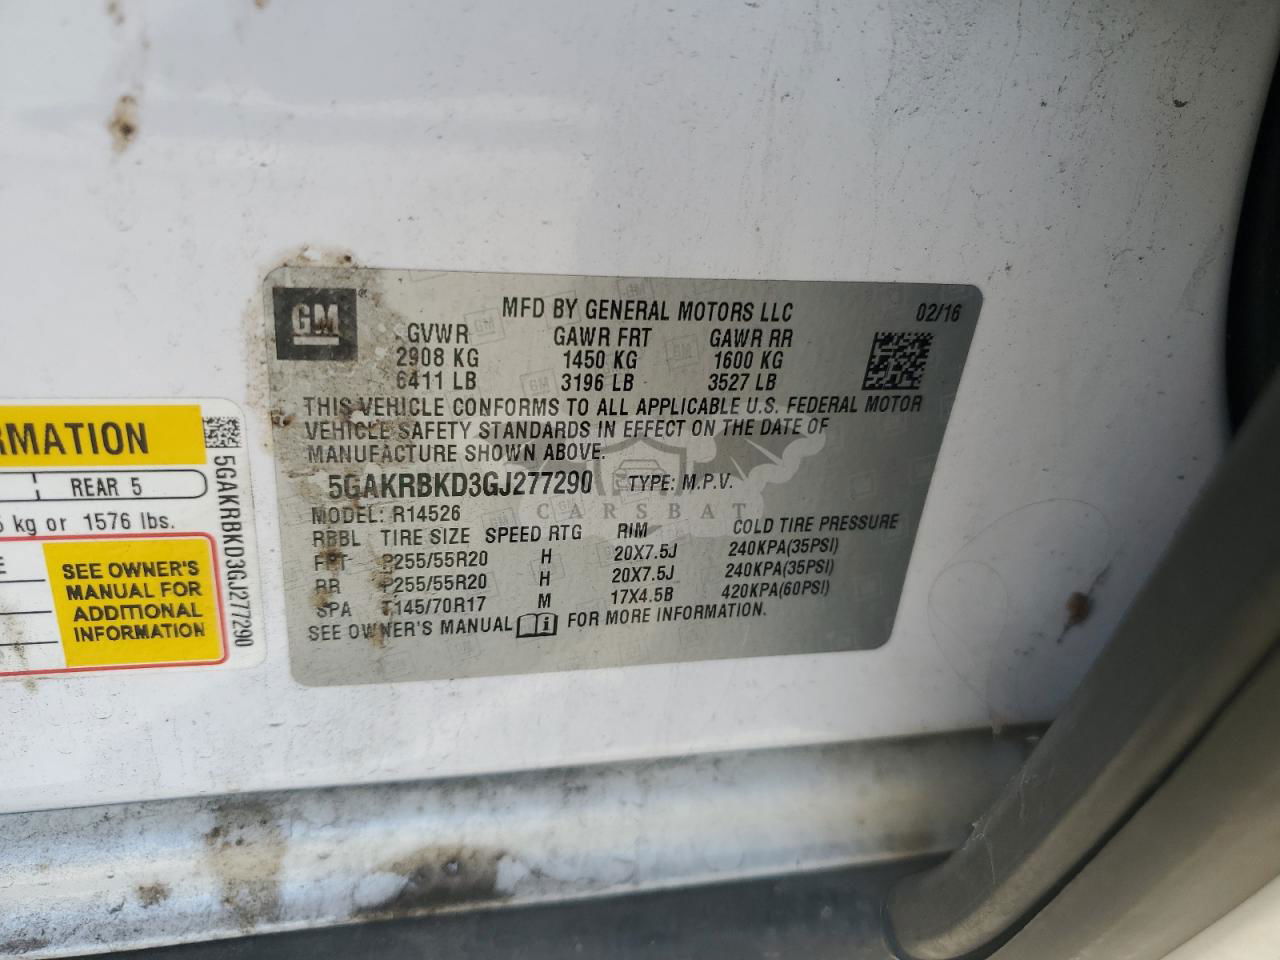 GM
MFD BY GENERAL MOTORS LLC 02/16
GVWR GAWR FRT GAWR RR
2908 KG 1450 KG 1600 KG
6411 LB 3196 LB 3527 LB
THIS VEHICLE CONFORMS TO ALL APPLICABLE U.S. FEDERAL MOTOR
VEHICLE SAFETY STANDARDS IN EFFECT ON THE DATE OF
MANUFACTURE SHOWN ABOVE.
5GAKRBKD3GJ277290 TYPE: M.P.V.
CARSBAT
MODEL: R14526
RBBL TIRE SIZE SPEED RTG RIM COLD TIRE PRESSURE
FRT P255/55R20 H 20X7.5J 240KPA(35PSI)
RR P255/55R20 H 20X7.5J 240KPA(35PSI)
SPA T145/70R17 M 17X4.5B 420KPA(60PSI)
SEE OWNER'S MANUAL FOR MORE INFORMATION.
RMATION
REAR 5
kg or 1576 lbs.
SEE OWNER'S
MANUAL FOR
ADDITIONAL
INFORMATION
5GAKRBKD3GJ277290